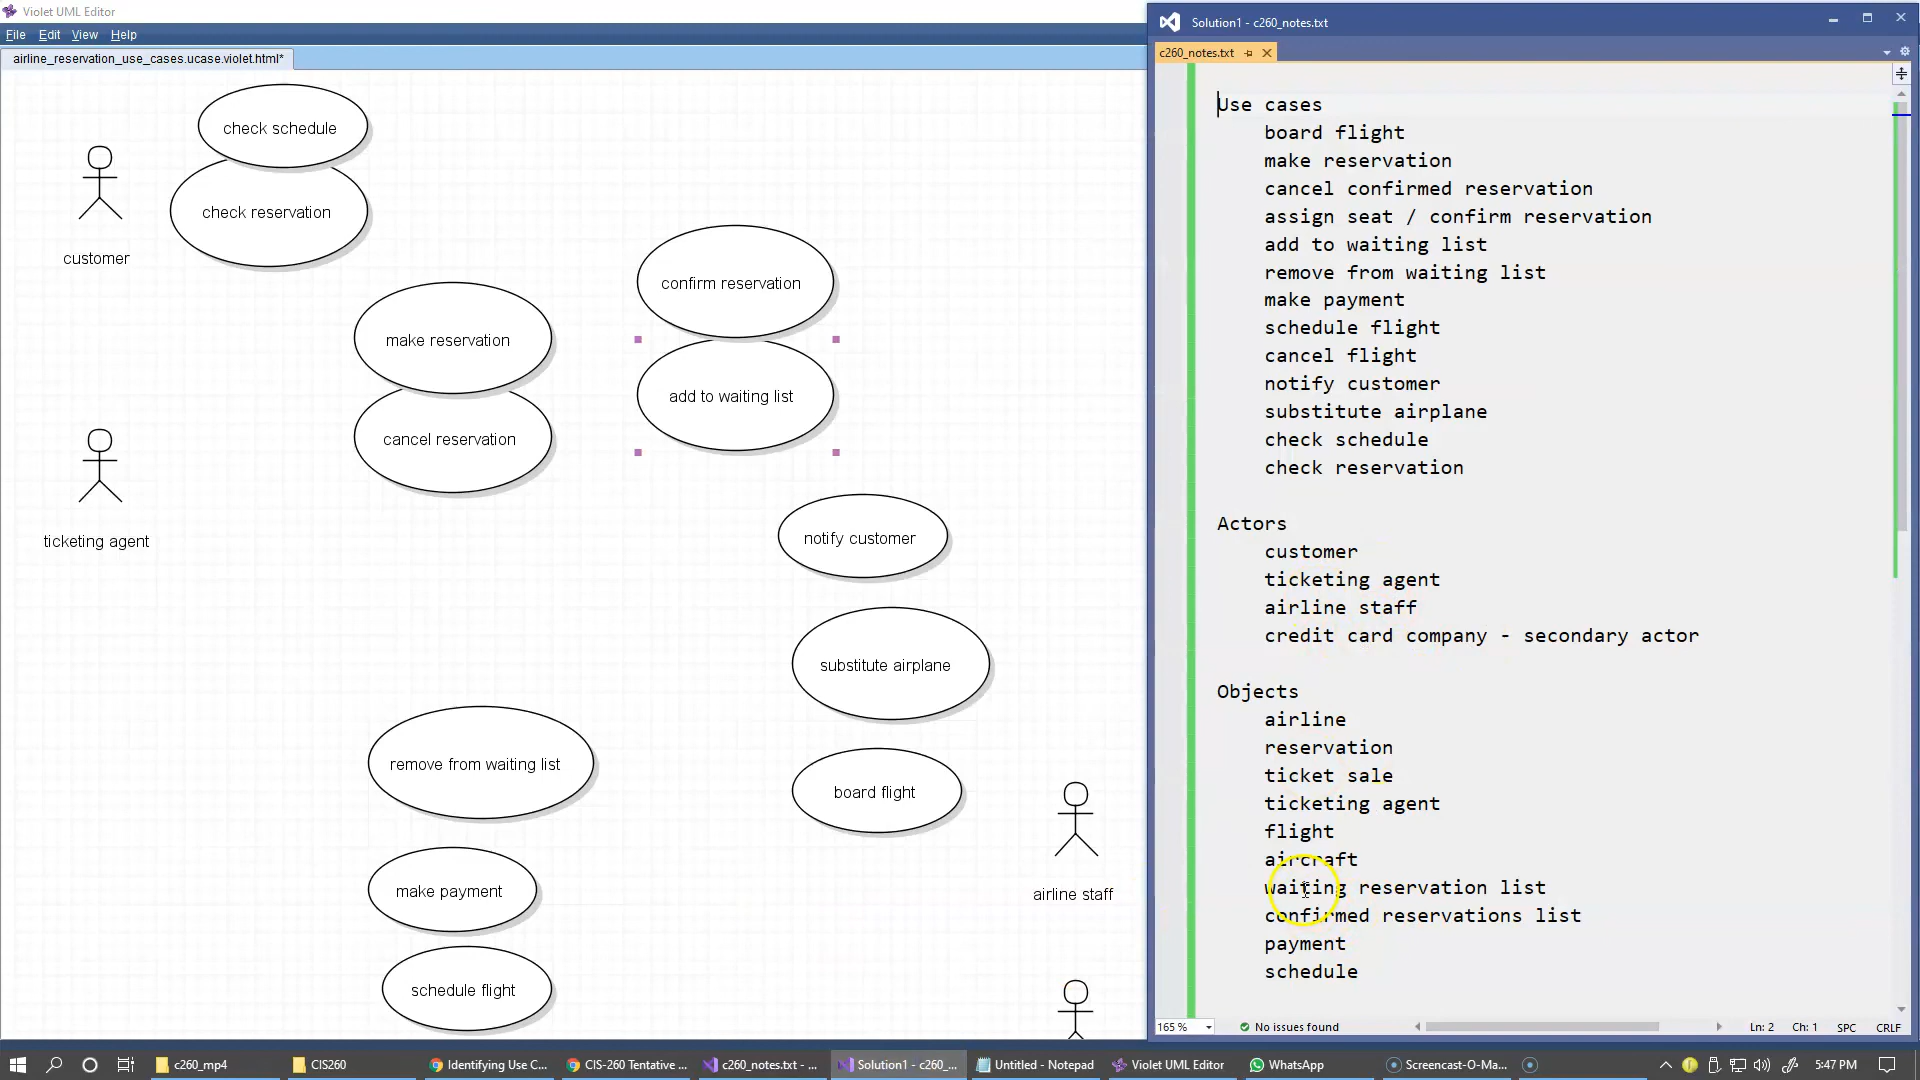 Violet UML Editor
File Edit View Help
airline_reservation_use_cases.ucase.violet.html*
check schedule
check reservation
customer
confirm reservation
make reservation
add to waiting list
cancel reservation
ticketing agent
notify customer
substitute airplane
remove from waiting list
board flight
make payment
airline staff
schedule flight
Solution1 - c260_notes.txt
c260_notes.txt
Use cases
board flight
make reservation
cancel confirmed reservation
assign seat / confirm reservation
add to waiting list
remove from waiting list
make payment
schedule flight
cancel flight
notify customer
substitute airplane
check schedule
check reservation
Actors
customer
ticketing agent
airline staff
credit card company - secondary actor
Objects
airline
reservation
ticket sale
ticketing agent
flight
aircraft
waiting reservation list
confirmed reservations list
payment
schedule
165 % No issues found Ln: 2 Ch: 1 SPC CRLF
c260_mp4 CIS260 Identifying Use C... CIS-260 Tentative ... c260_notes.txt - ... Solution1 - c260_... Untitled - Notepad Violet UML Editor WhatsApp Screencast-O-Ma... 5:47 PM